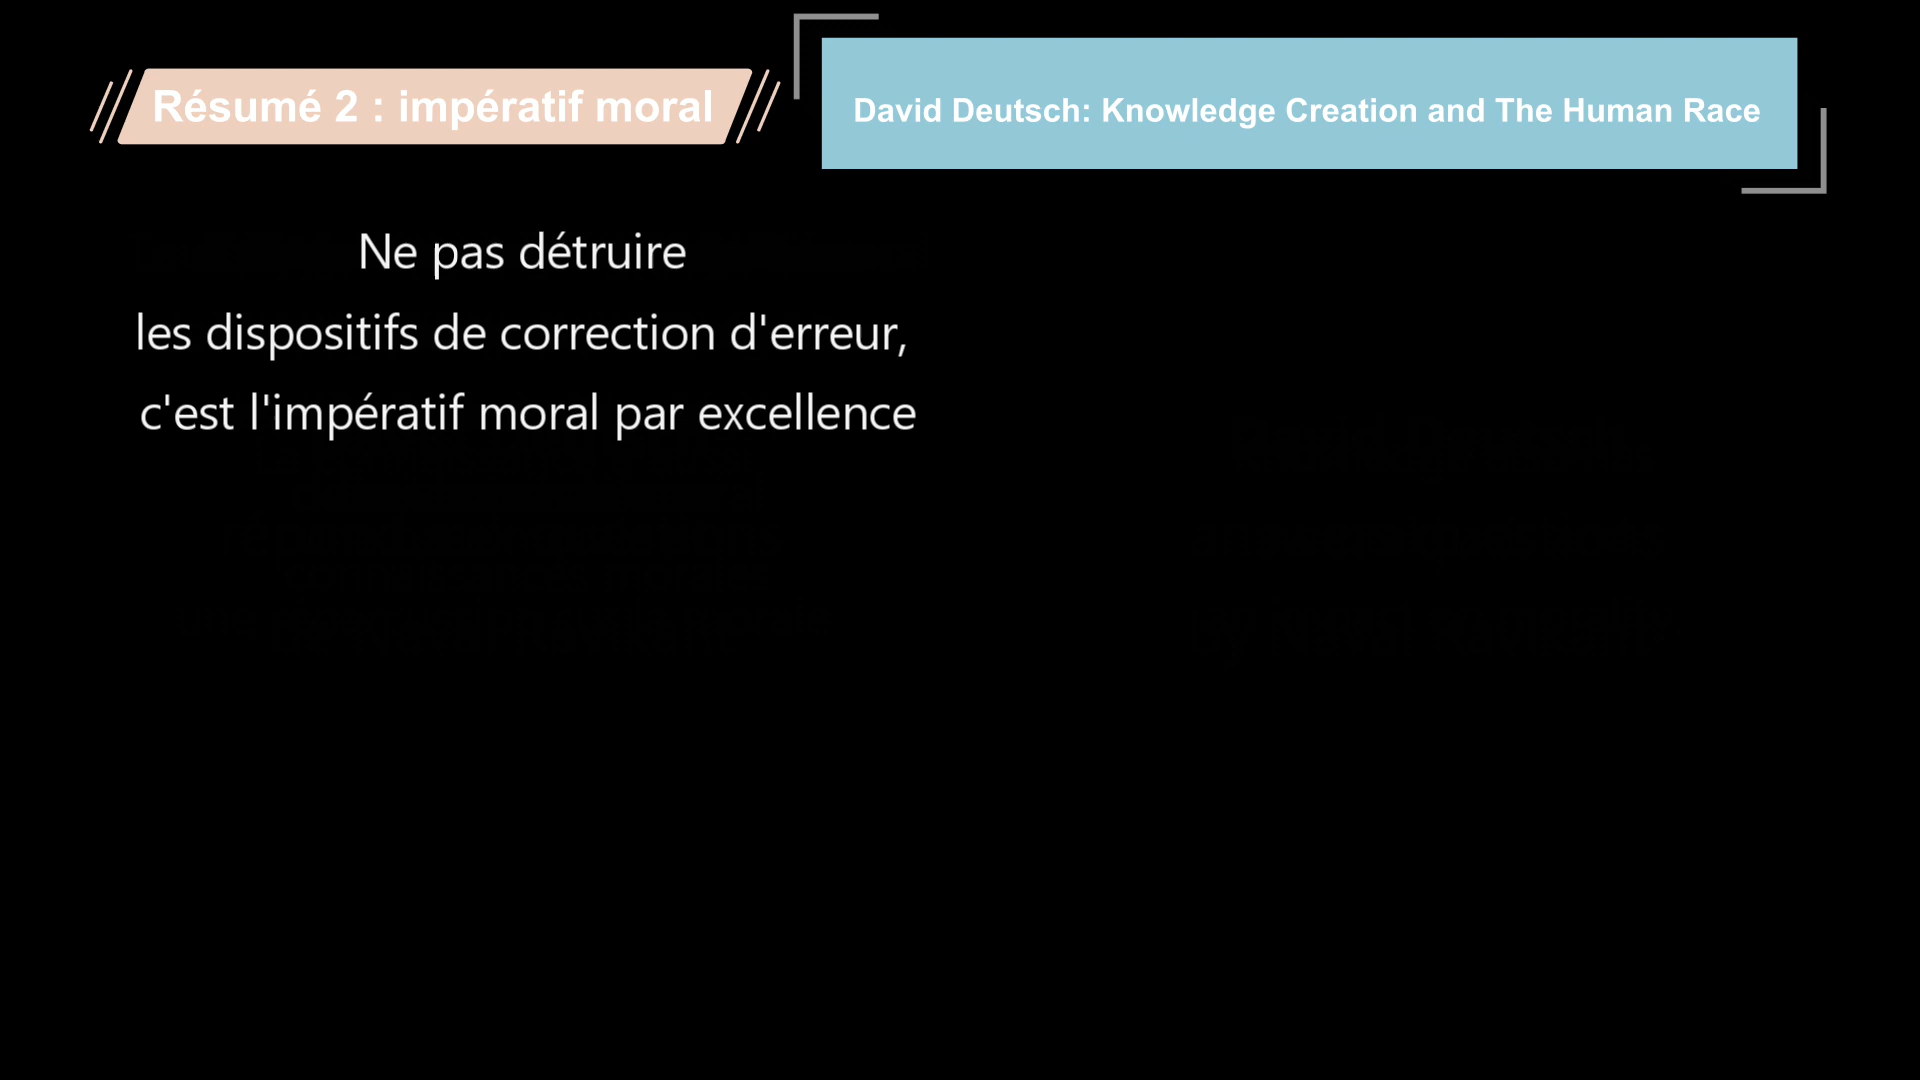 Résumé 2 : impératif moral
David Deutsch: Knowledge Creation and The Human Race
Ne pas détruire
les dispositifs de correction d'erreur,
c'est l'impératif moral par excellence